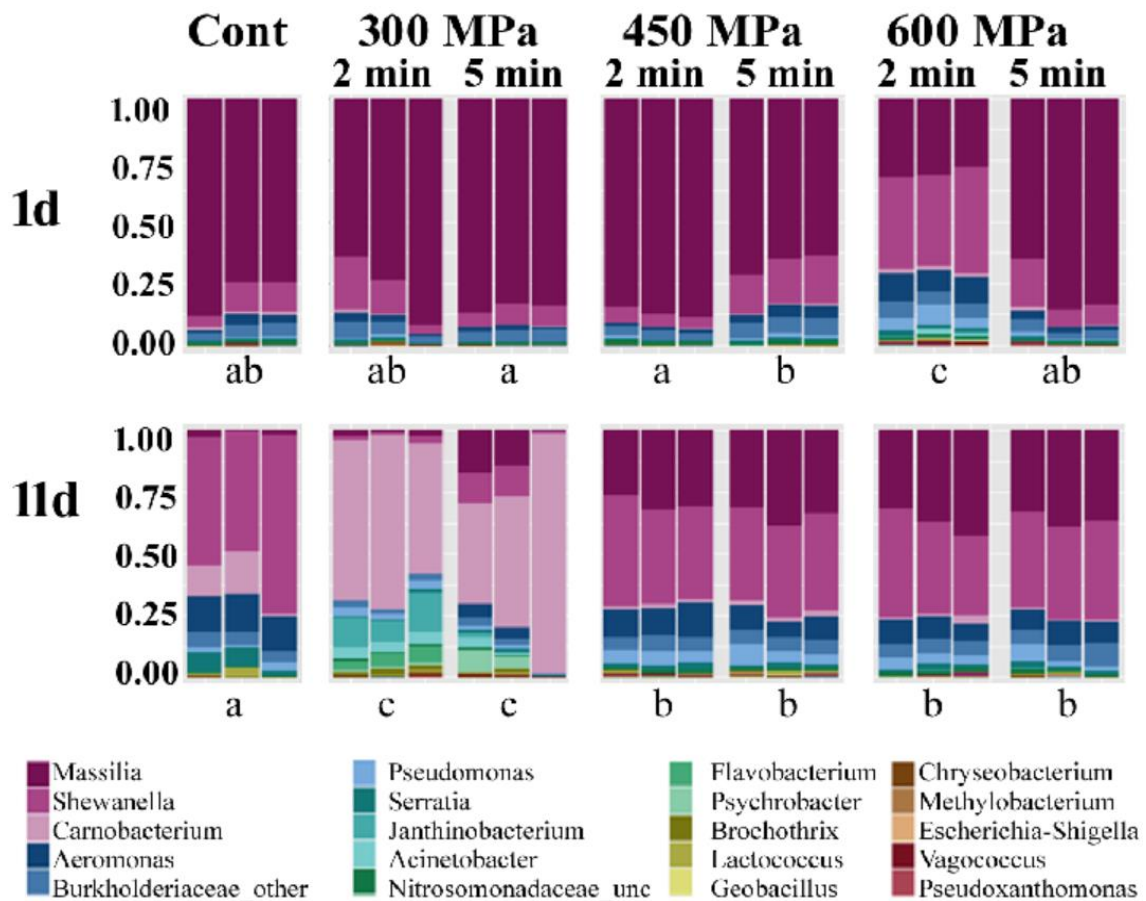 Cont 300 MPa 450 MPa 600 MPa
2 min 5 min 2 min 5 min 2 min 5 min
1d
1.00
0.75
0.50
0.25
0.00
ab ab a a b c ab
11d
1.00
0.75
0.50
0.25
0.00
a c c b b b b
Massilia Pseudomonas Flavobacterium Chryseobacterium
Shewanella Serratia Psychrobacter Methylobacterium
Carnobacterium Janthinobacterium Brochothrix Escherichia-Shigella
Aeromonas Acinetobacter Lactococcus Vagococcus
Burkholderiaceae_other Nitrosomonadaceae_unc Geobacillus Pseudoxanthomonas